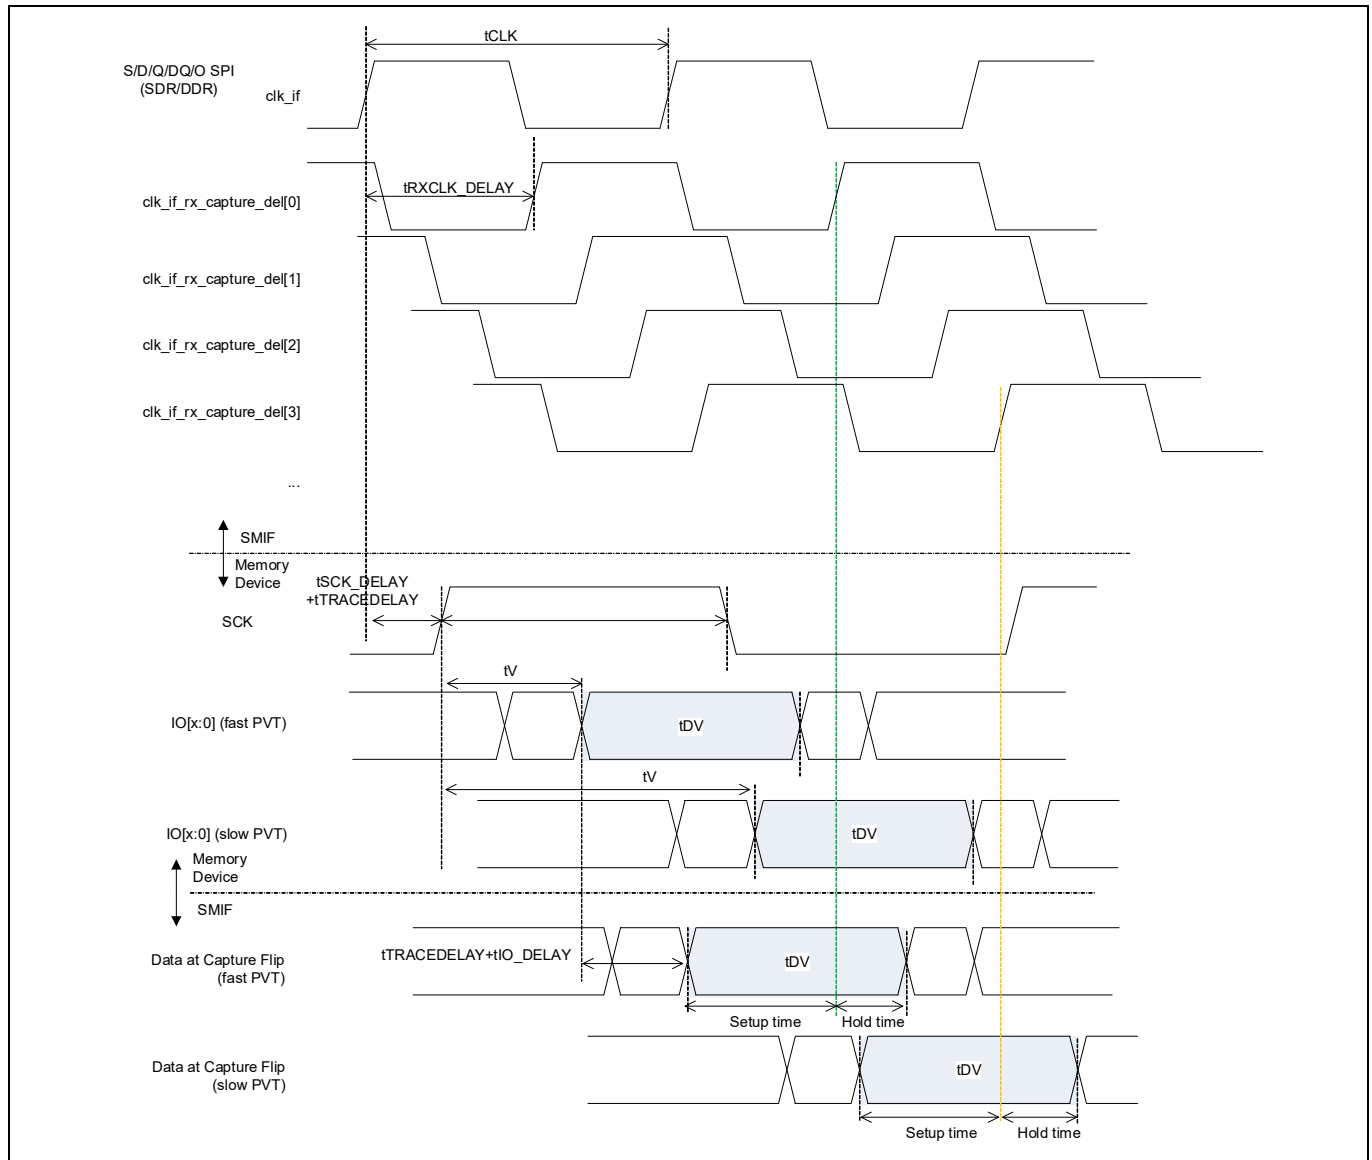 tCLK
S/D/Q/DQ/O SPI
(SDR/DDR)
clk_if
tRXCLK_DELAY
clk_if_rx_capture_del[0]
clk_if_rx_capture_del[1]
clk_if_rx_capture_del[2]
clk_if_rx_capture_del[3]
...
SMIF
Memory
Device
tSCK_DELAY
+tTRACEDELAY
SCK
tV
IO[x:0] (fast PVT)
tDV
tV
IO[x:0] (slow PVT)
tDV
Memory
Device
SMIF
tTRACEDELAY+tIO_DELAY
Data at Capture Flip
(fast PVT)
tDV
Setup time
Hold time
Data at Capture Flip
(slow PVT)
tDV
Setup time
Hold time